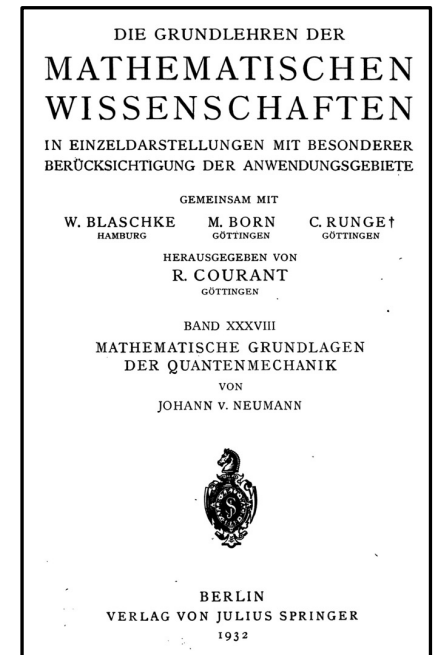 DIE GRUNDLEHREN DER
MATHEMATISCHEN
WISSENSCHAFTEN
IN EINZELDARSTELLUNGEN MIT BESONDERER
BERÜCKSICHTIGUNG DER ANWENDUNGSGEBIETE
GEMEINSAM MIT
W. BLASCHKE M. BORN C. RUNGE†
HAMBURG GÖTTINGEN GÖTTINGEN
HERAUSGEGEBEN VON
R. COURANT
GÖTTINGEN
BAND XXXVIII
MATHEMATISCHE GRUNDLAGEN
DER QUANTENMECHANIK
VON
JOHANN V. NEUMANN
BERLIN
VERLAG VON JULIUS SPRINGER
1932